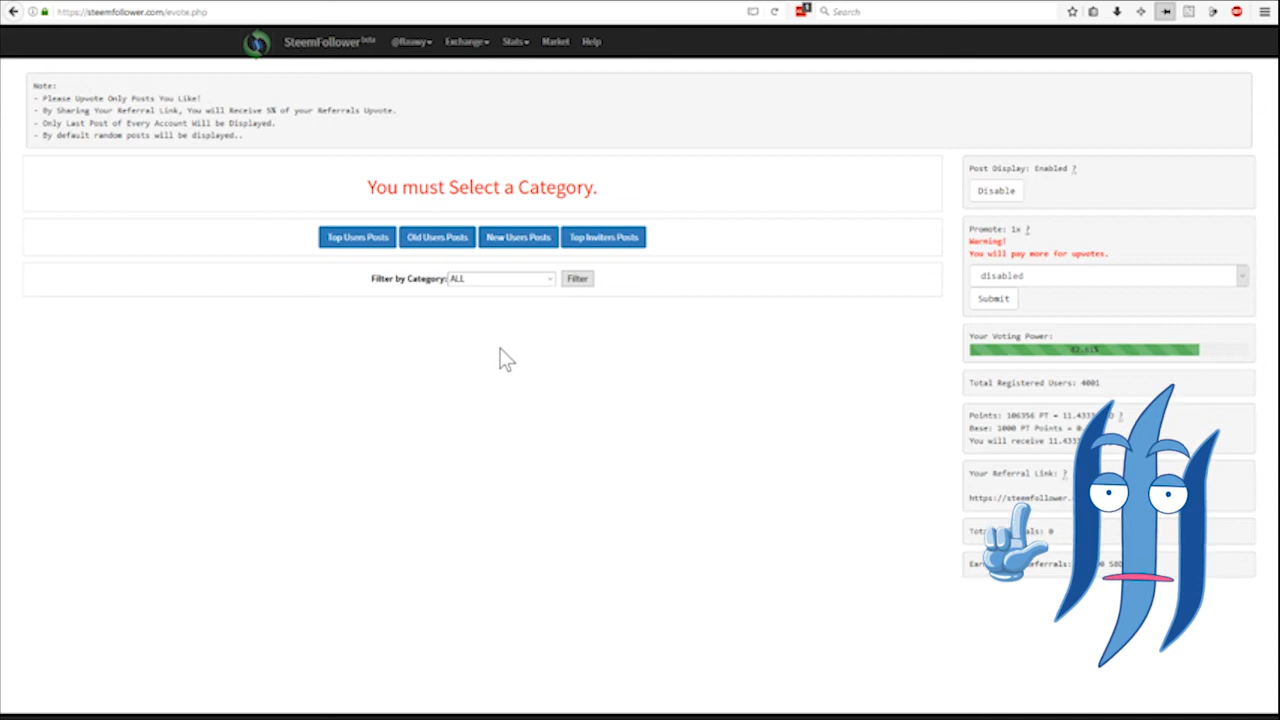 https://steemfollower.com/evote.php
Search
SteemFollower beta
Exchange
Stats
Market
Help
Note:
- Please Upvote Only Posts You Like!
- By Sharing Your Referral Link, You will Receive 5% of your Referrals Upvote.
- Only Last Post of Every Account Will be Displayed.
- By default random posts will be displayed..
You must Select a Category.
Top Users Posts
Old Users Posts
New Users Posts
Top Inviters Posts
Filter by Category: ALL
Filter
Post Display: Enabled ?
Disable
Promote: 1x ?
Warning!
You will pay more for upvotes.
disabled
Submit
Your Voting Power:
Total Registered Users: 4001
Points: 106356 PT = 11.4333
Base: 1000 PT Points = 0.
You will receive 11.433
Your Referral Link: ?
https://steemfollower.